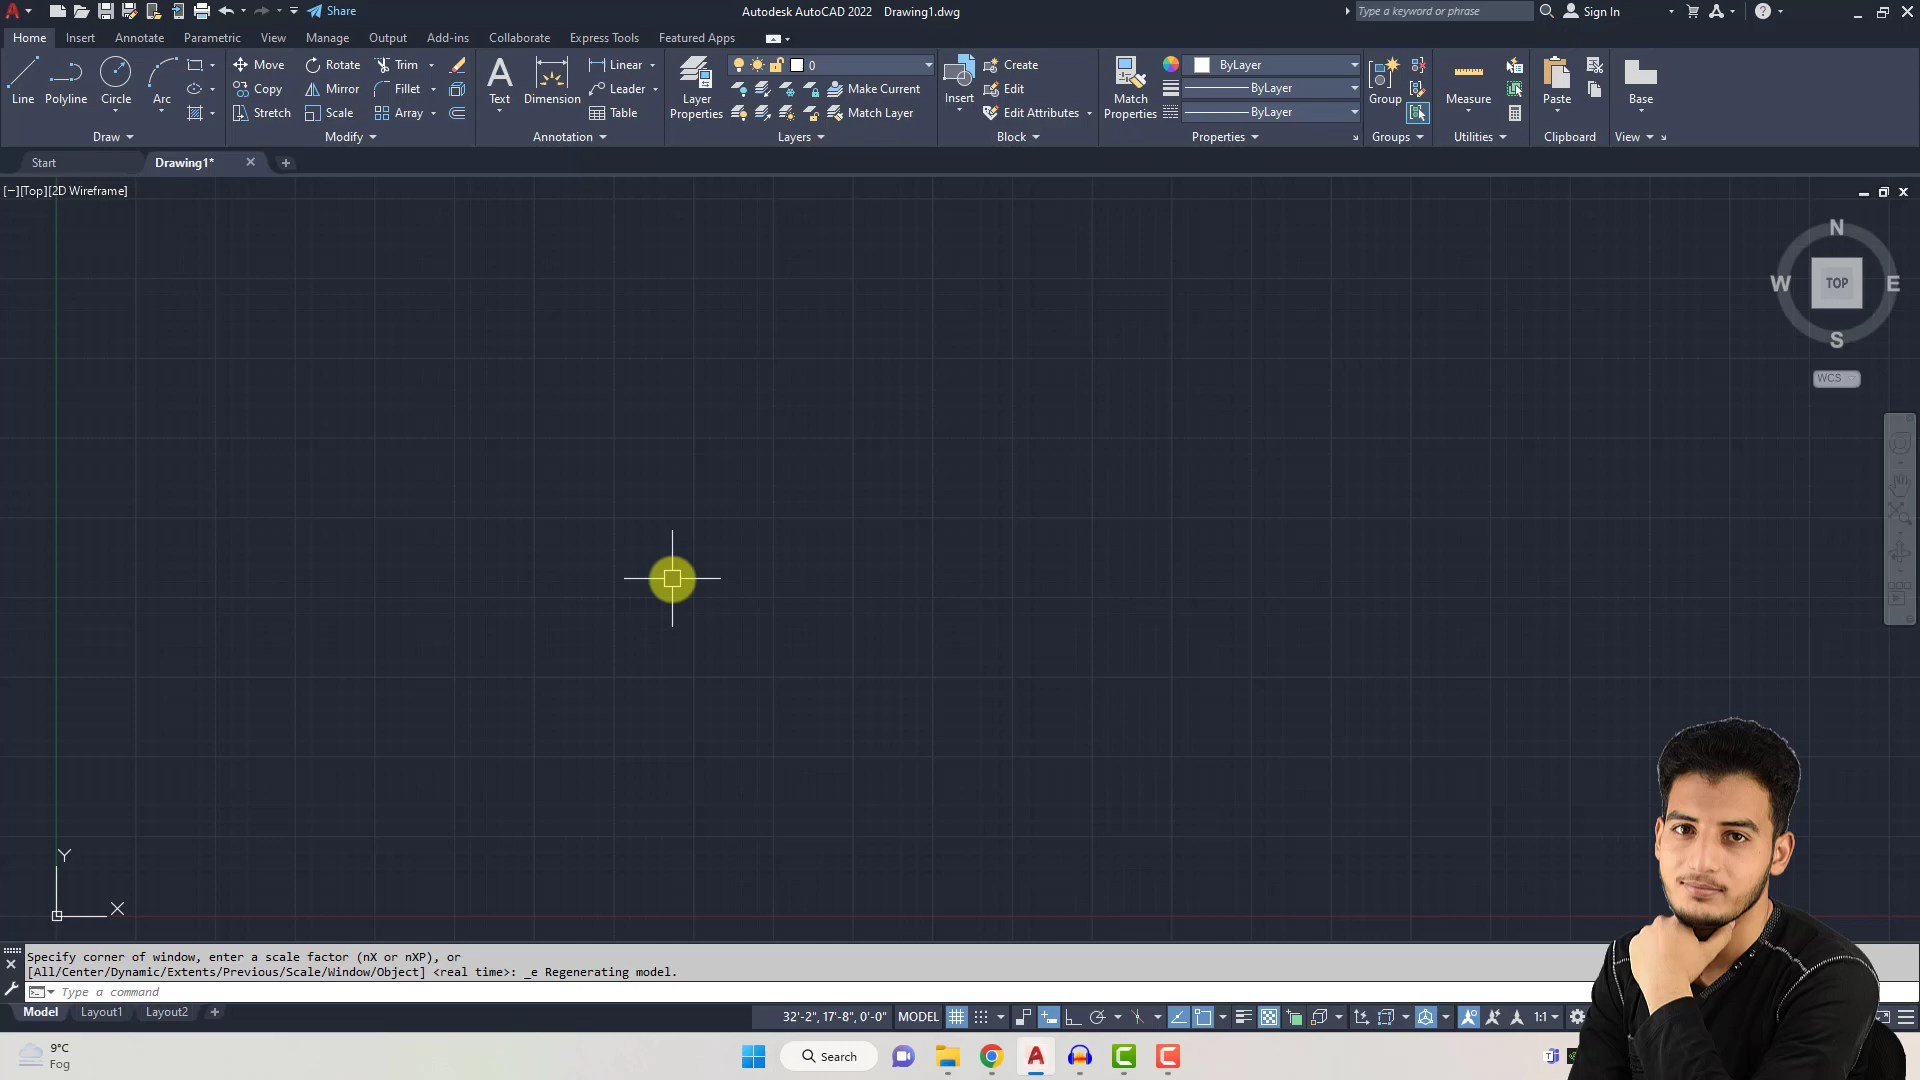 Share
Autodesk AutoCAD 2022 Drawing1.dwg
Type a keyword or phrase
Sign In
Home Insert Annotate Parametric View Manage Output Add-ins Collaborate Express Tools Featured Apps
Line Polyline Circle Arc
Move Rotate Trim
Copy Mirror Fillet
Stretch Scale Array
Text Dimension
Linear
Leader
Table
Layer Properties
0
Make Current
Match Layer
Insert
Create
Edit
Edit Attributes
Match Properties
ByLayer
ByLayer
ByLayer
Group
Measure
Paste
Base
Draw Modify Annotation Layers Block Properties Groups Utilities Clipboard View
Start Drawing1*
[−][Top][2D Wireframe]
N
W TOP E
S
WCS
Y
X
Specify corner of window, enter a scale factor (nX or nXP), or
[All/Center/Dynamic/Extents/Previous/Scale/Window/Object] <real time>: _e Regenerating model.
Type a command
Model Layout1 Layout2
32'-2", 17'-8", 0'-0" MODEL
1:1
9°C
Fog
Search